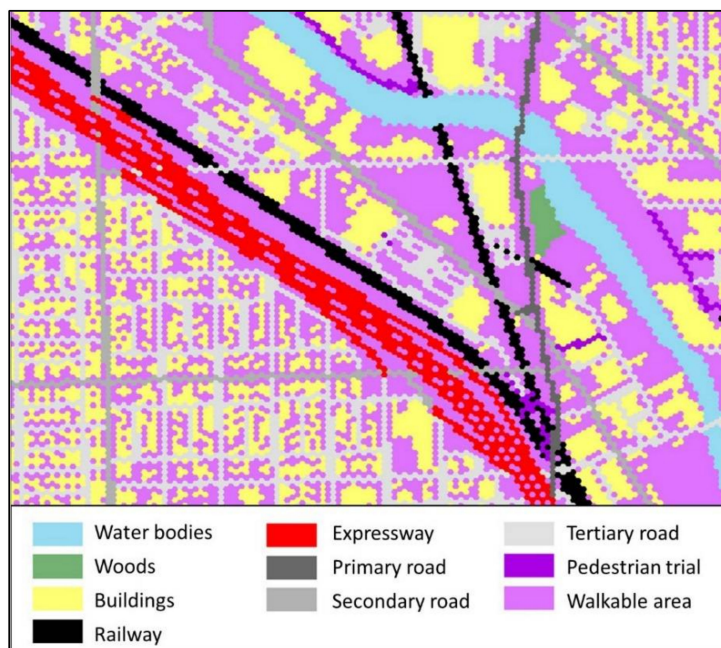 Water bodies
Expressway
Tertiary road
Woods
Primary road
Pedestrian trial
Buildings
Secondary road
Walkable area
Railway